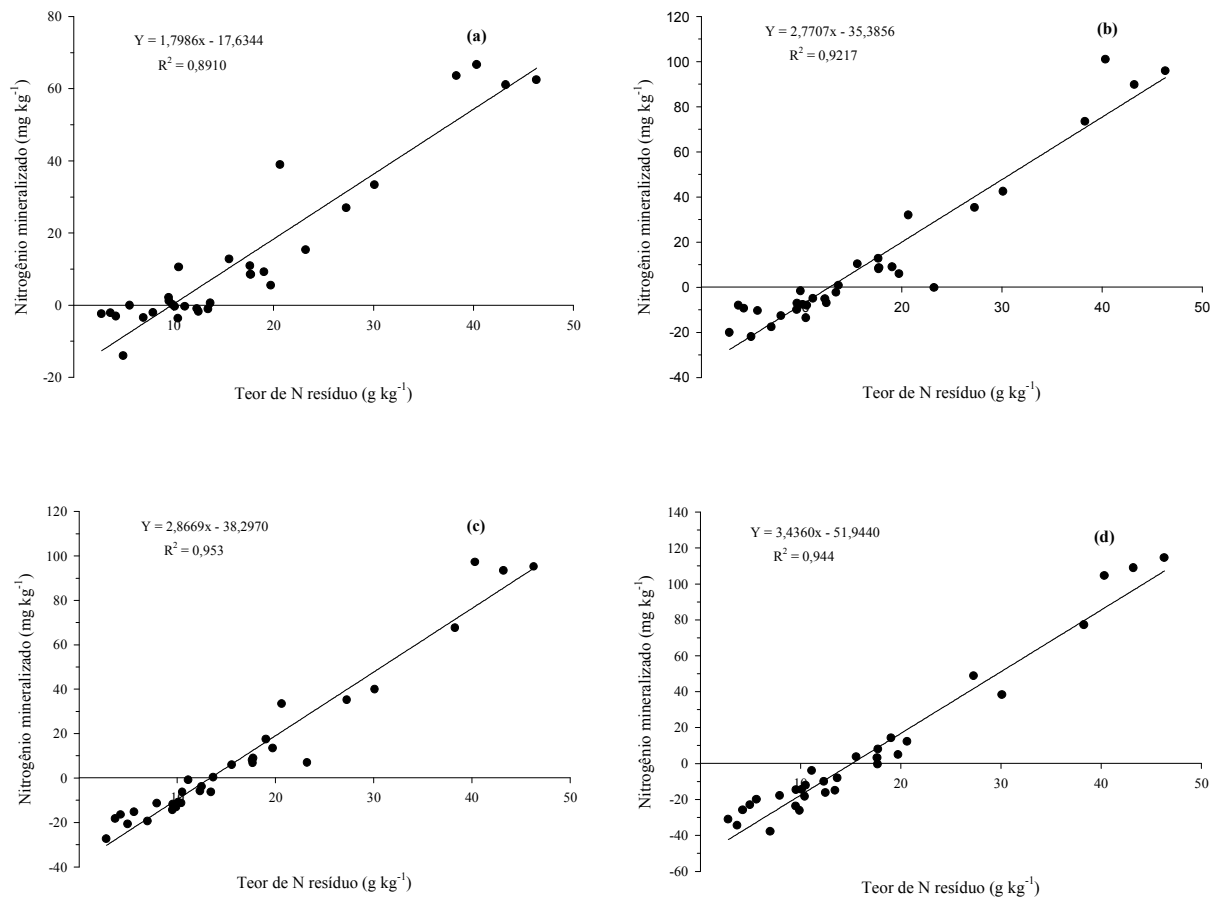 Y = 1,7986x - 17,6344
R² = 0,8910
(a)
Nitrogênio mineralizado (mg kg⁻¹)
80
60
40
20
0
-20
10
20
30
40
50
Teor de N resíduo (g kg⁻¹)
Y = 2,7707x - 35,3856
R² = 0,9217
(b)
Nitrogênio mineralizado (mg kg⁻¹)
120
100
80
60
40
20
0
-20
-40
10
20
30
40
50
Teor de N resíduo (g kg⁻¹)
Y = 2,8669x - 38,2970
R² = 0,953
(c)
Nitrogênio mineralizado (mg kg⁻¹)
120
100
80
60
40
20
0
-20
-40
10
20
30
40
50
Teor de N resíduo (g kg⁻¹)
Y = 3,4360x - 51,9440
R² = 0,944
(d)
Nitrogênio mineralizado (mg kg⁻¹)
140
120
100
80
60
40
20
0
-20
-40
-60
10
20
30
40
50
Teor de N resíduo (g kg⁻¹)